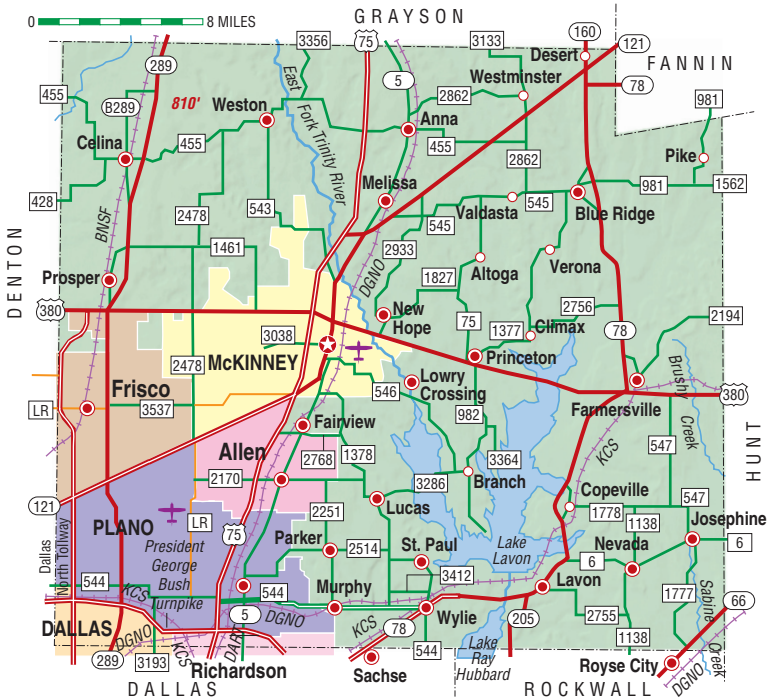 0 8 MILES
GRAYSON
FANNIN
DENTON
HUNT
DALLAS
ROCKWALL
75
3356
3133
160
121
Desert
289
5
Westminster
78
455
B289
810'
Weston
East
Fork Trinity River
2862
981
Celina
455
Anna
455
2862
Pike
428
BNSF
2478
543
Melissa
Valdasta
545
981
1562
Blue Ridge
545
1461
2933
DGNO
1827
Altoga
Verona
Prosper
380
New
Hope
2756
75
1377
Climax
78
2194
3038
McKINNEY
Princeton
Brushy
Creek
2478
Frisco
LR
3537
546
Lowry
Crossing
982
Farmersville
380
Fairview
Allen
2768
1378
3364
KCS
547
2170
3286
Branch
121
PLANO
LR
75
2251
Lucas
Copeville
1778
547
1138
Josephine
Dallas
North Tollway
President
George
Bush
Turnpike
Parker
2514
St. Paul
Lake
Lavon
6
Nevada
6
544
KCS
544
3412
Murphy
Wylie
Lavon
1777
Sabine
Creek
66
DALLAS
DGNO
KCS
5
DART
DGNO
KCS
78
205
2755
289
3193
Richardson
544
Lake
Ray
Hubbard
1138
Sachse
Royse City
DGNO